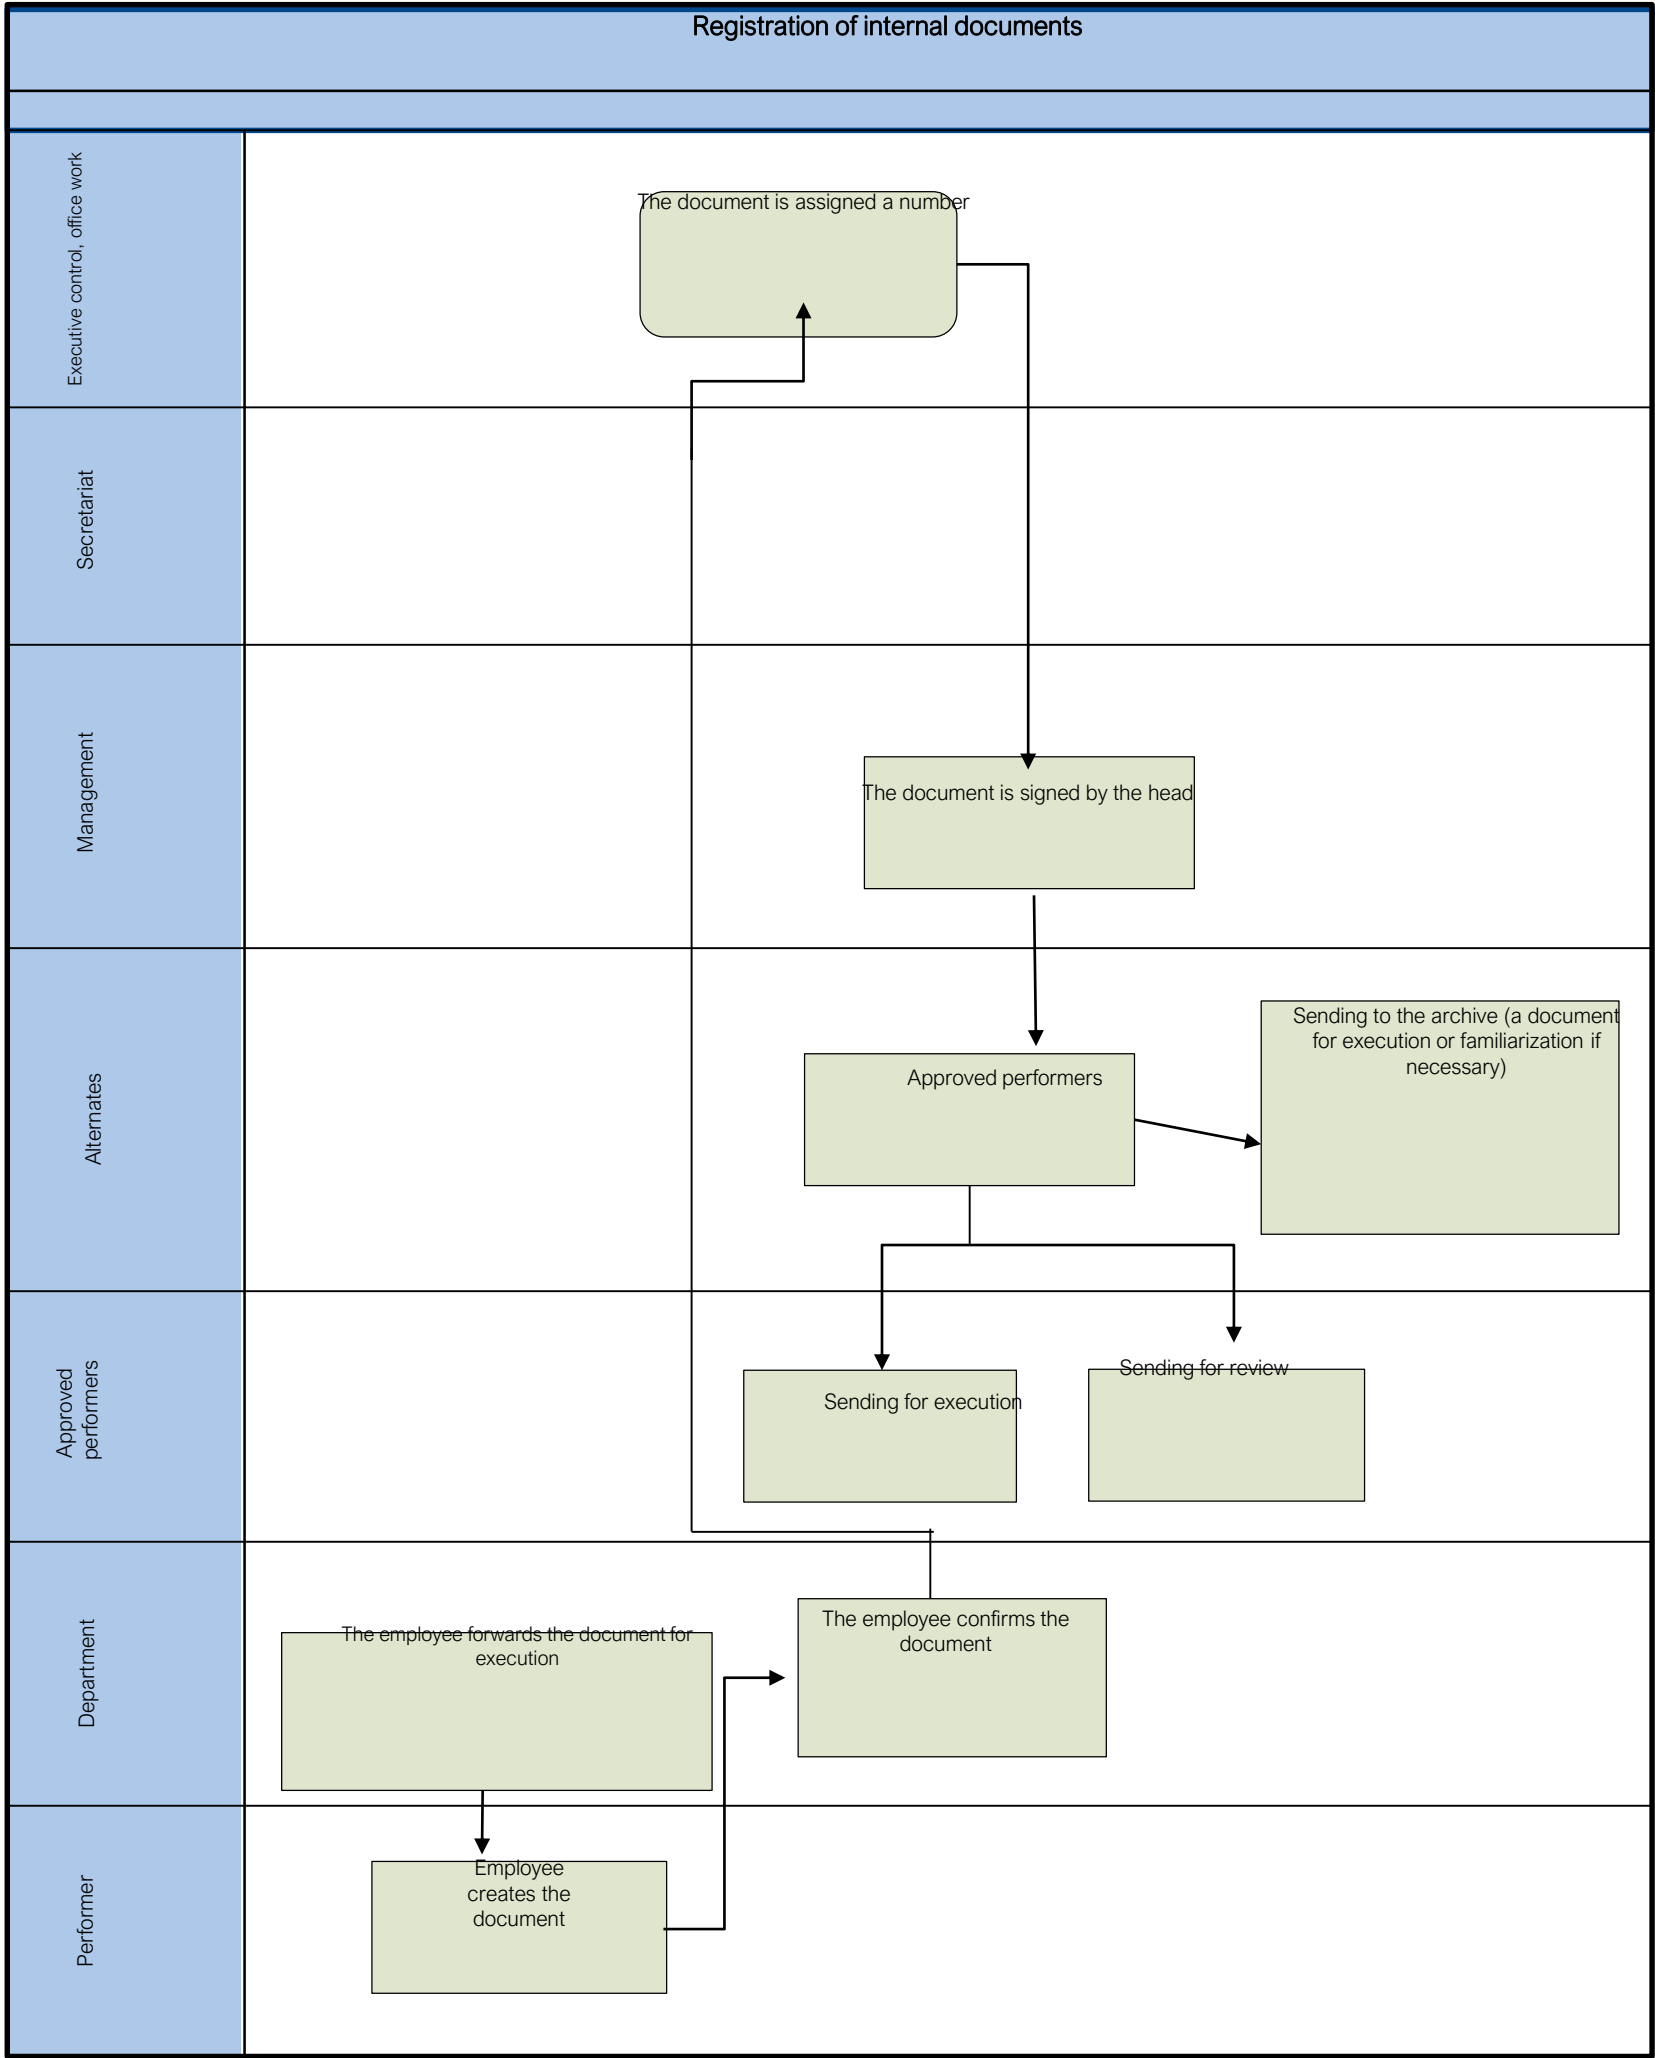 Registration of internal documents
Executive control, office work
The document is assigned a number
Secretariat
Management
The document is signed by the head
Alternates
Approved performers
Sending to the archive (a document
for execution or familiarization if
necessary)
Approved
performers
Sending for execution
Sending for review
Department
The employee forwards the document for
execution
The employee confirms the
document
Performer
Employee
creates the
document